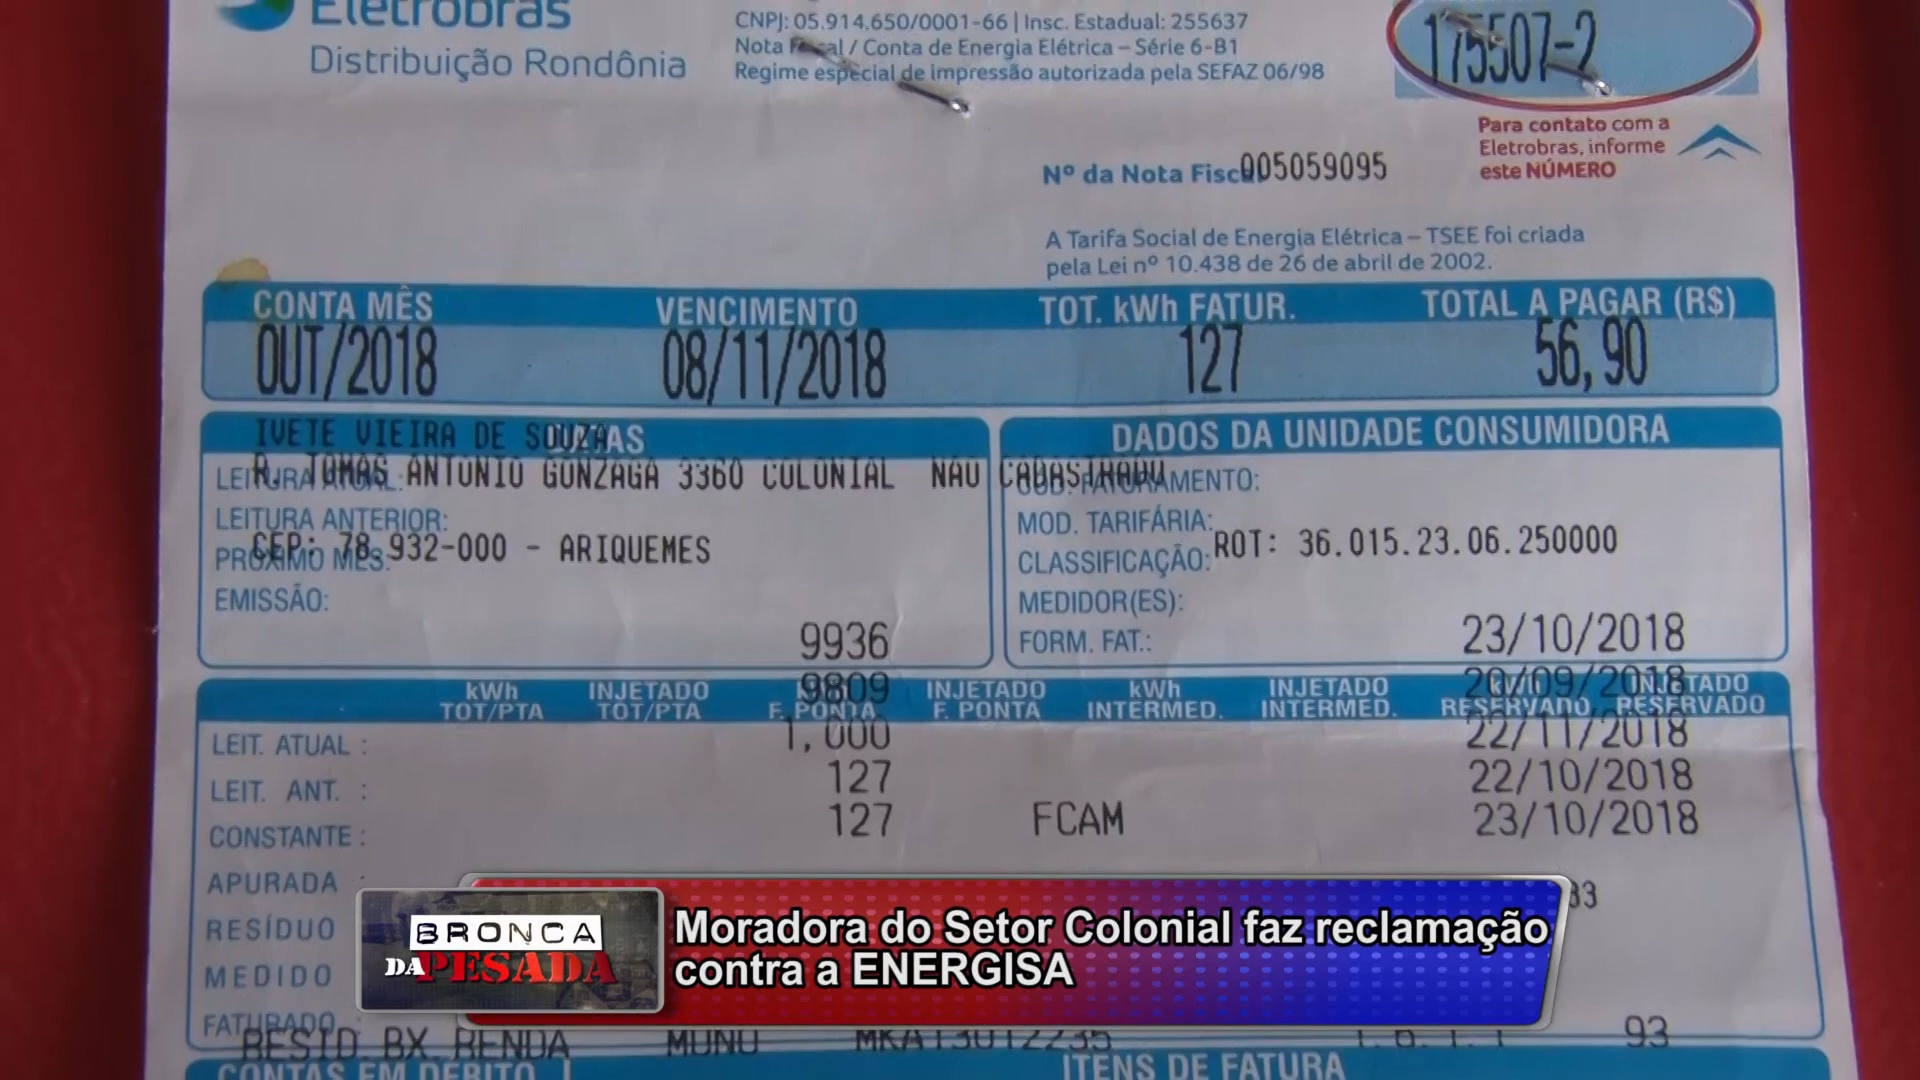 Eletrobras
Distribuição Rondônia
CNPJ: 05.914.650/0001-66 | Insc. Estadual: 255637
Nota Fiscal / Conta de Energia Elétrica – Série 6-B1
Regime especial de impressão autorizada pela SEFAZ 06/98
175507-2
Para contato com a
Eletrobras, informe
este NÚMERO
Nº da Nota Fiscal 005059095
A Tarifa Social de Energia Elétrica – TSEE foi criada
pela Lei nº 10.438 de 26 de abril de 2002.
CONTA MÊS VENCIMENTO TOT. kWh FATUR. TOTAL A PAGAR (R$)
OUT/2018 08/11/2018 127 56,90
IVETE VIEIRA DE SOUZA
DADOS DA UNIDADE CONSUMIDORA
R. TOMAS ANTONIO GONZAGA 3360 COLONIAL NAO CADASTRADO
LEITURA ATUAL:
LEITURA ANTERIOR:
MOD. TARIFÁRIA:
CEP: 78.932-000 - ARIQUEMES
ROT: 36.015.23.06.250000
PRÓXIMO MÊS:
CLASSIFICAÇÃO:
EMISSÃO:
MEDIDOR(ES):
FORM. FAT.:
9936 23/10/2018
9809 20/09/2018
kWh TOT/PTA INJETADO TOT/PTA F. PONTA INJETADO F. PONTA kWh INTERMED. INJETADO INTERMED. kWh RESERVADO INJETADO RESERVADO
1,000 22/11/2018
LEIT. ATUAL :
127 22/10/2018
LEIT. ANT. :
127 FCAM 23/10/2018
CONSTANTE :
APURADA :
RESÍDUO
MEDIDO
FATURADO
BRONCA
DA PESADA
Moradora do Setor Colonial faz reclamação
contra a ENERGISA
RESID. BX. RENDA MONO 93
CONTAS EM DÉBITO ITENS DE FATURA